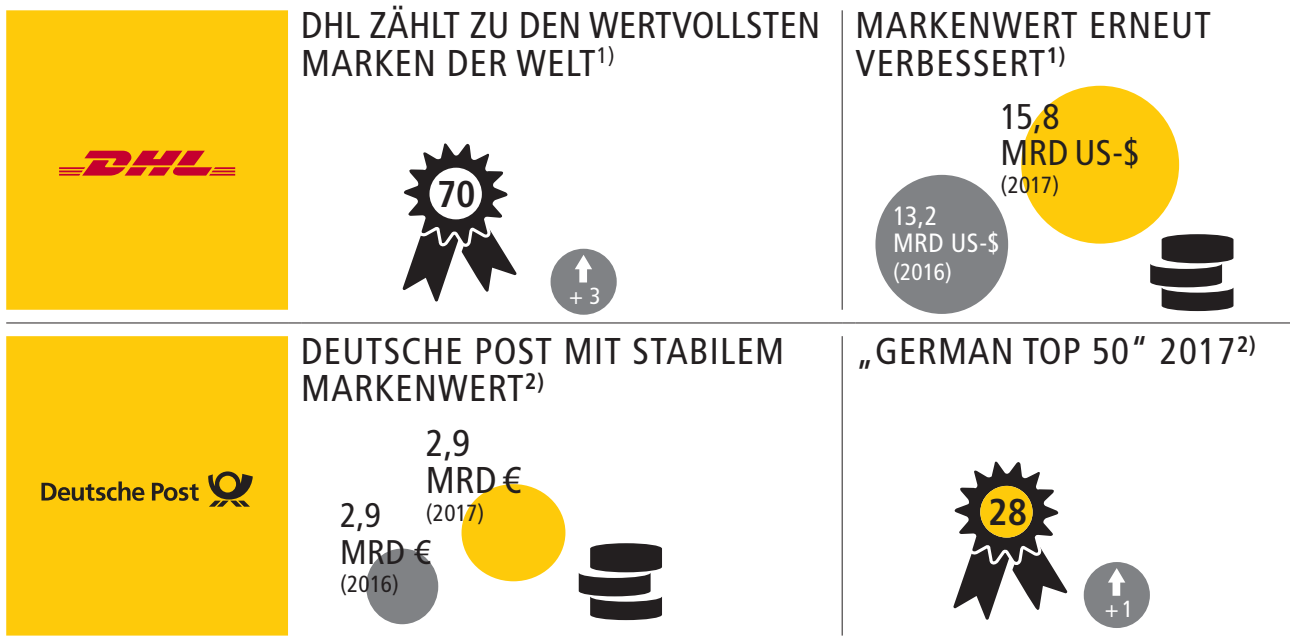 DHL
DHL ZÄHLT ZU DEN WERTVOLLSTEN
MARKEN DER WELT1)
70
+ 3
MARKENWERT ERNEUT
VERBESSERT1)
15,8
MRD US-$
(2017)
13,2
MRD US-$
(2016)
Deutsche Post
DEUTSCHE POST MIT STABILEM
MARKENWERT2)
2,9
MRD €
(2017)
2,9
MRD €
(2016)
„GERMAN TOP 50“ 20172)
28
+ 1